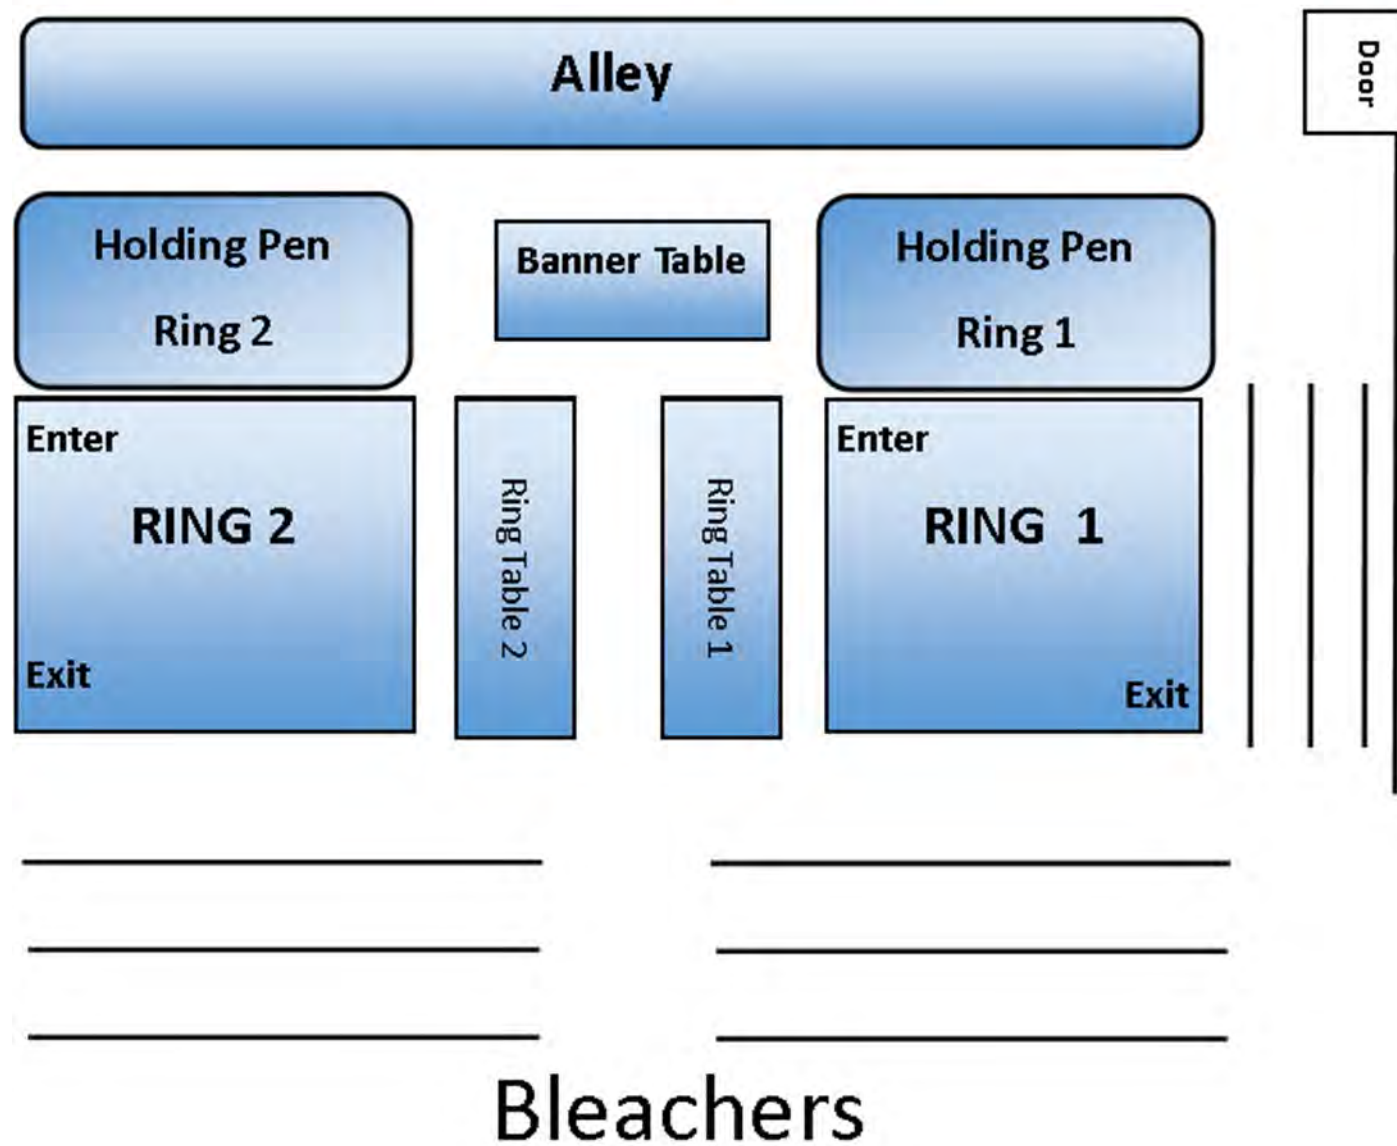 Alley
Door
Holding Pen
Ring 2
Banner Table
Holding Pen
Ring 1
Enter
RING 2
Exit
Ring Table 2
Ring Table 1
Enter
RING 1
Exit
Bleachers